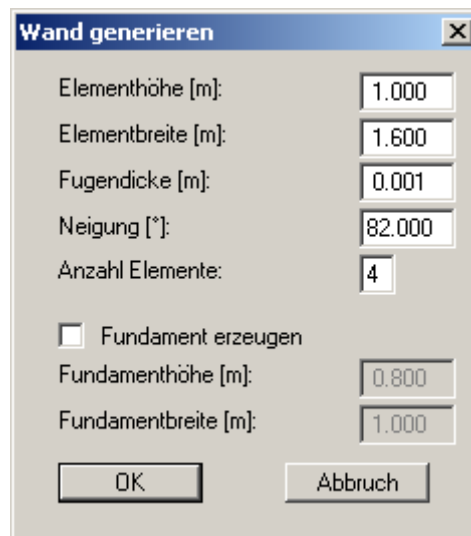 Wand generieren
Elementhöhe [m]: 1.000
Elementbreite [m]: 1.600
Fugendicke [m]: 0.001
Neigung [°]: 82.000
Anzahl Elemente: 4
Fundament erzeugen
Fundamenthöhe [m]: 0.800
Fundamentbreite [m]: 1.000
OK Abbruch